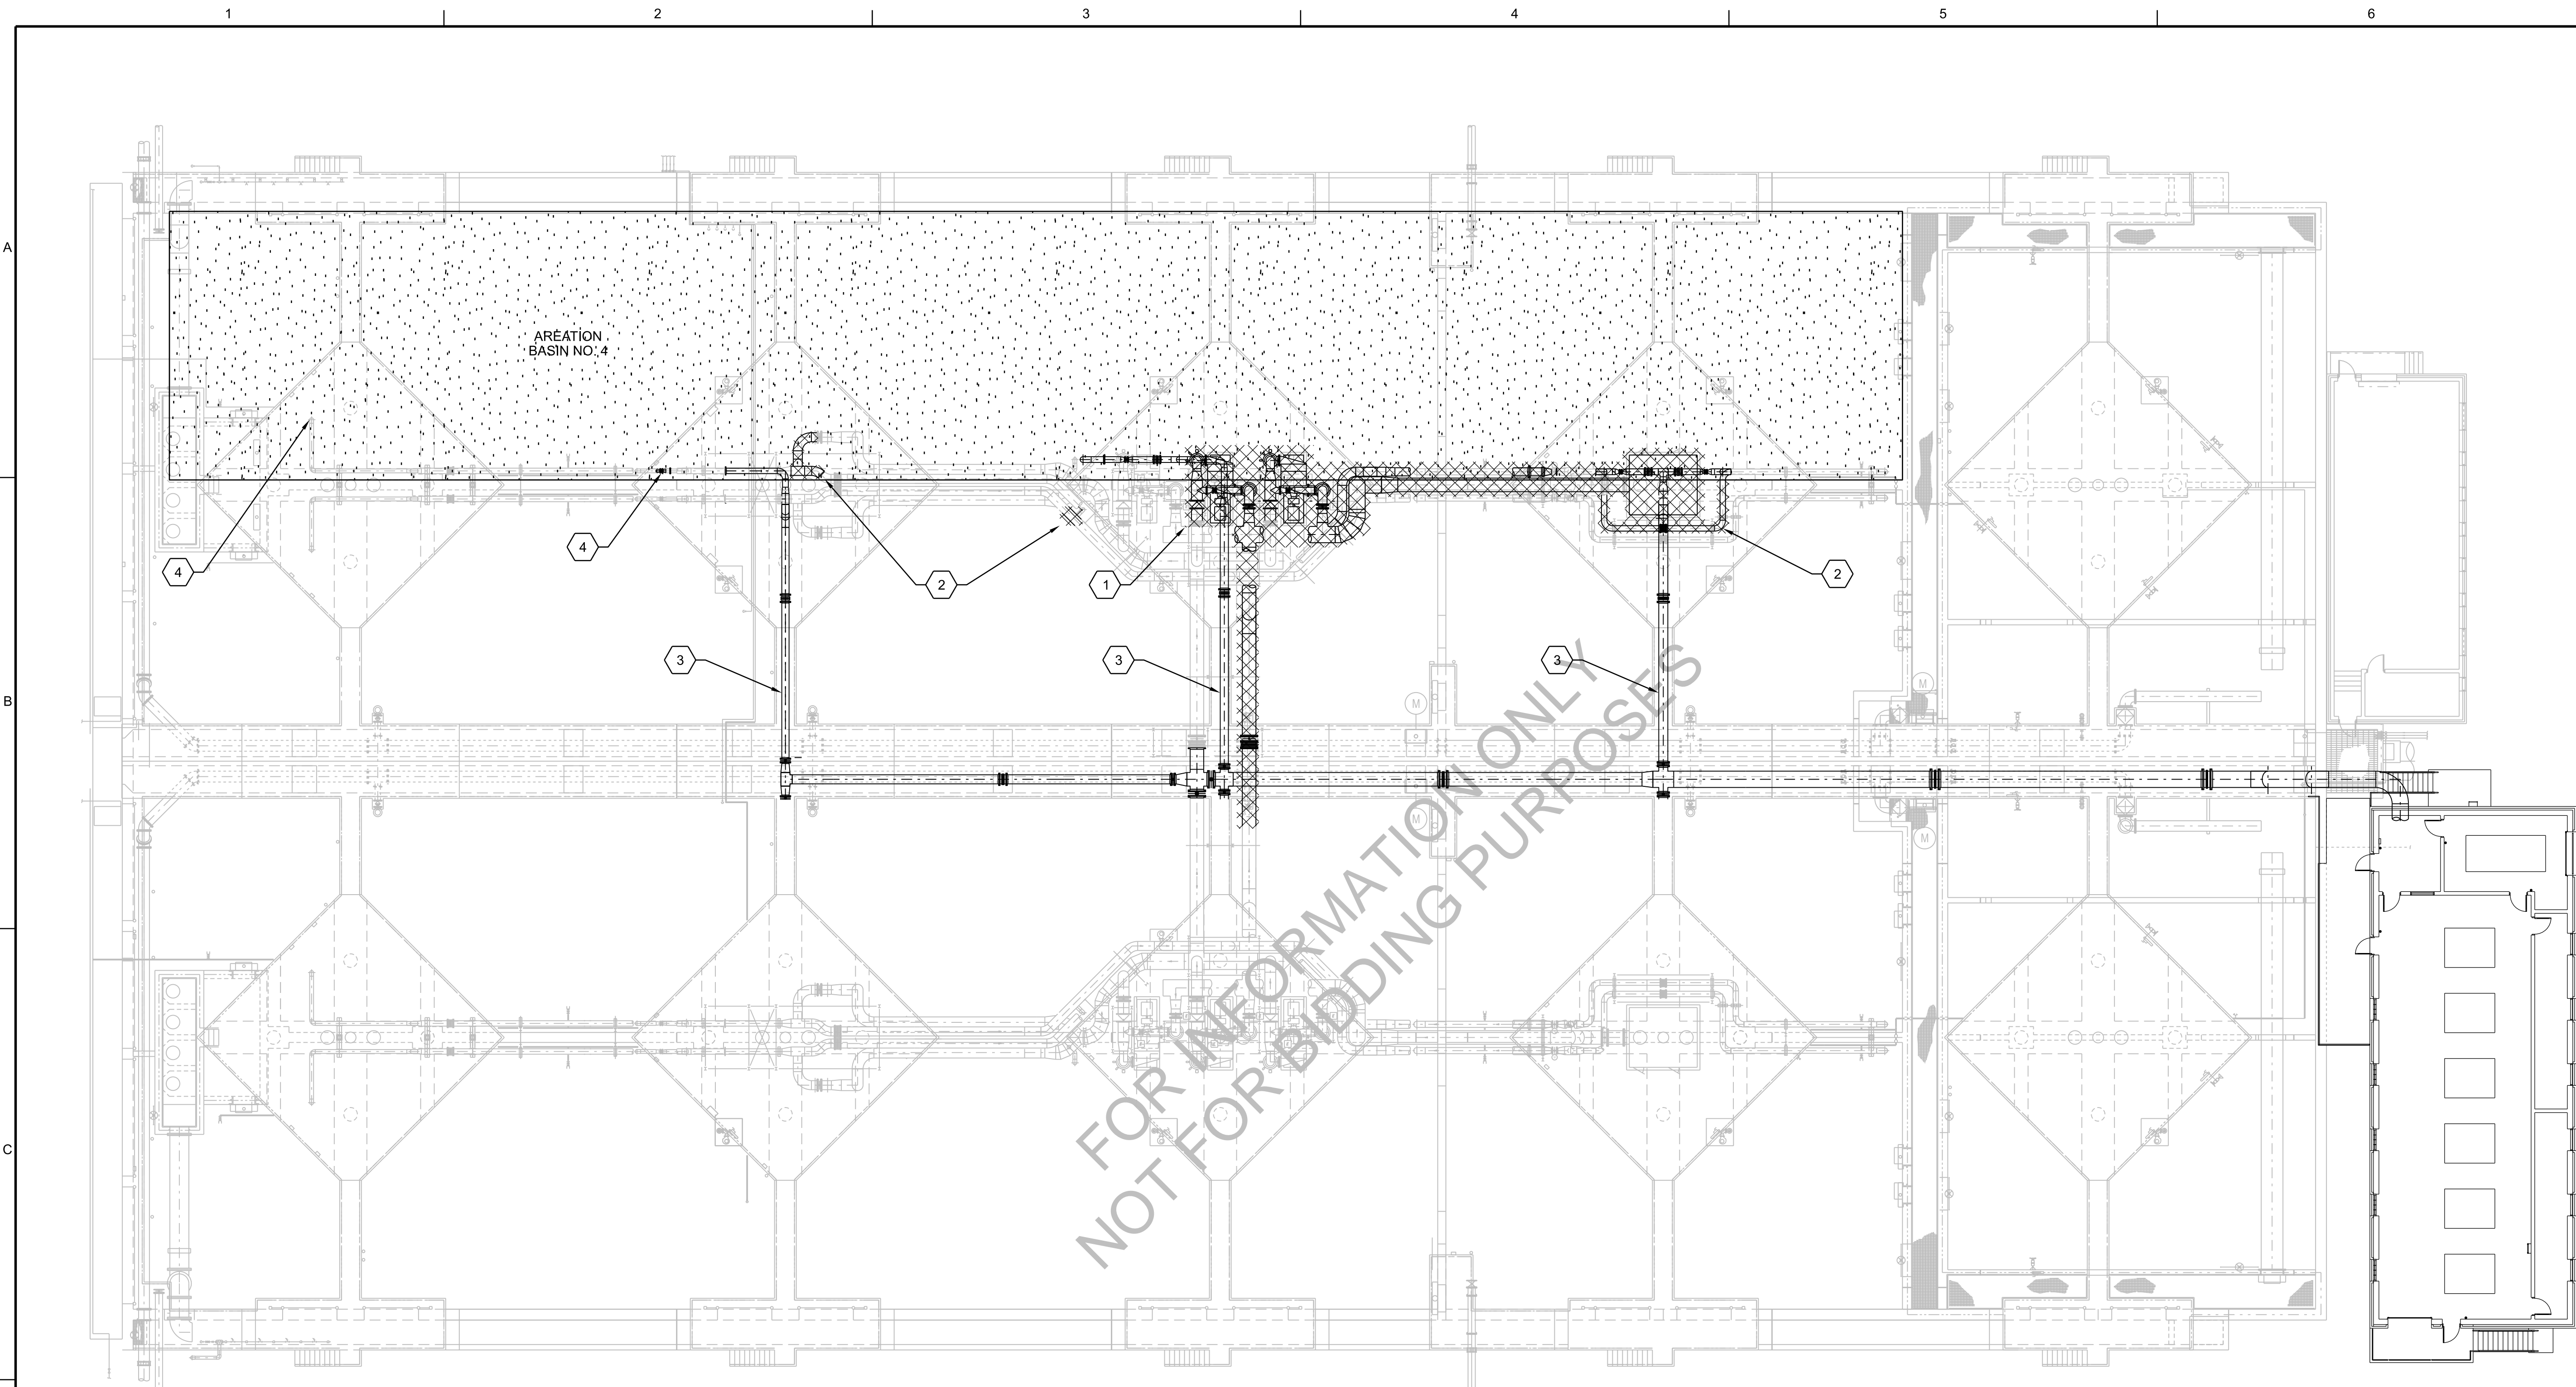 1 2 3 4 5 6
A
AREATION
BASIN NO. 4
4
4
2
1
2
3
3
3
B
M
M
M
M
C
FOR INFORMATION ONLY
NOT FOR BIDDING PURPOSES